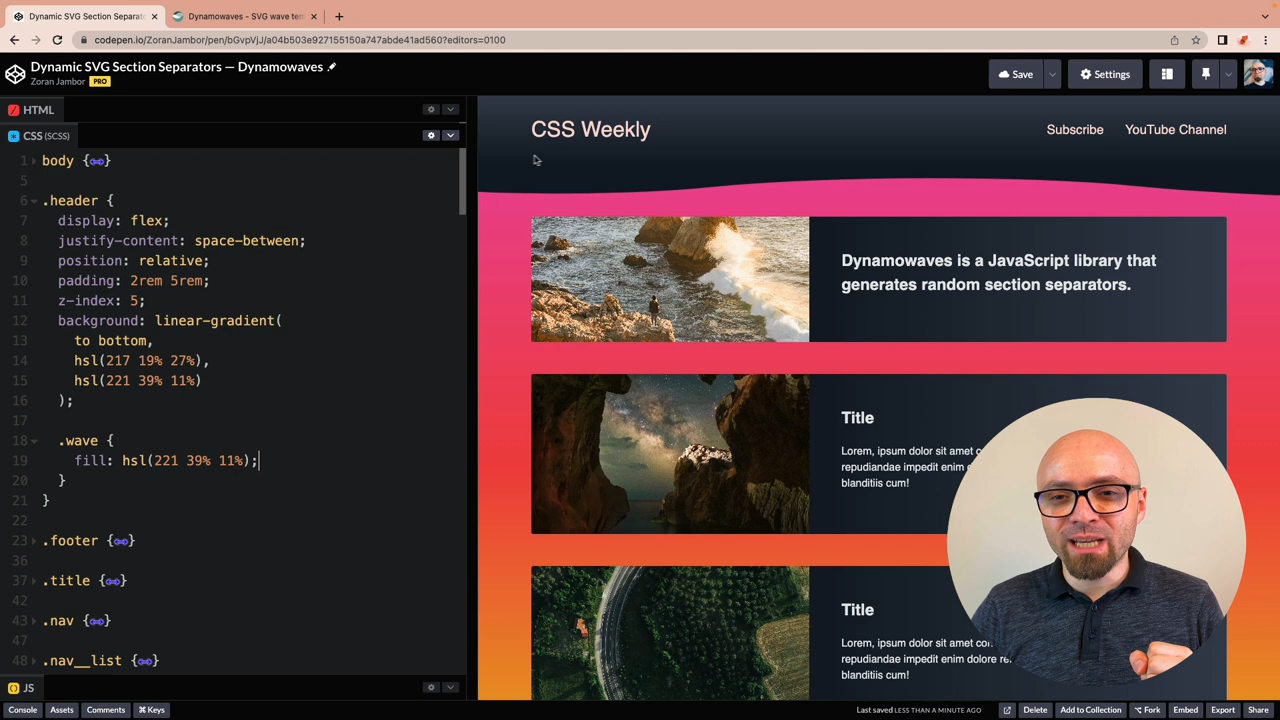 Dynamic SVG Section Separato
Dynamowaves - SVG wave ten
codepen.io/ZoranJambor/pen/bGvpVjJ/a04b503e927155150a747abde41ad560?editors=0100
Dynamic SVG Section Separators — Dynamowaves
Zoran Jambor PRO
Save
Settings
HTML
CSS (SCSS)
1 body {
5
6 .header {
7 display: flex;
8 justify-content: space-between;
9 position: relative;
10 padding: 2rem 5rem;
11 z-index: 5;
12 background: linear-gradient(
13 to bottom,
14 hsl(217 19% 27%),
15 hsl(221 39% 11%)
16 );
17
18 .wave {
19 fill: hsl(221 39% 11%);
20 }
21 }
22
23 .footer {}
36
37 .title {}
42
43 .nav {}
47
48 .nav__list {}
JS
CSS Weekly
Subscribe
YouTube Channel
Dynamowaves is a JavaScript library that
generates random section separators.
Title
Lorem, ipsum dolor sit amet c
repudiandae impedit enim
blanditiis cum!
Title
Lorem, ipsum dolor sit amet co
repudiandae impedit enim dolore re
blanditiis cum!
Console
Assets
Comments
⌘ Keys
Last saved LESS THAN A MINUTE AGO
Delete
Add to Collection
⌥ Fork
Embed
Export
Share